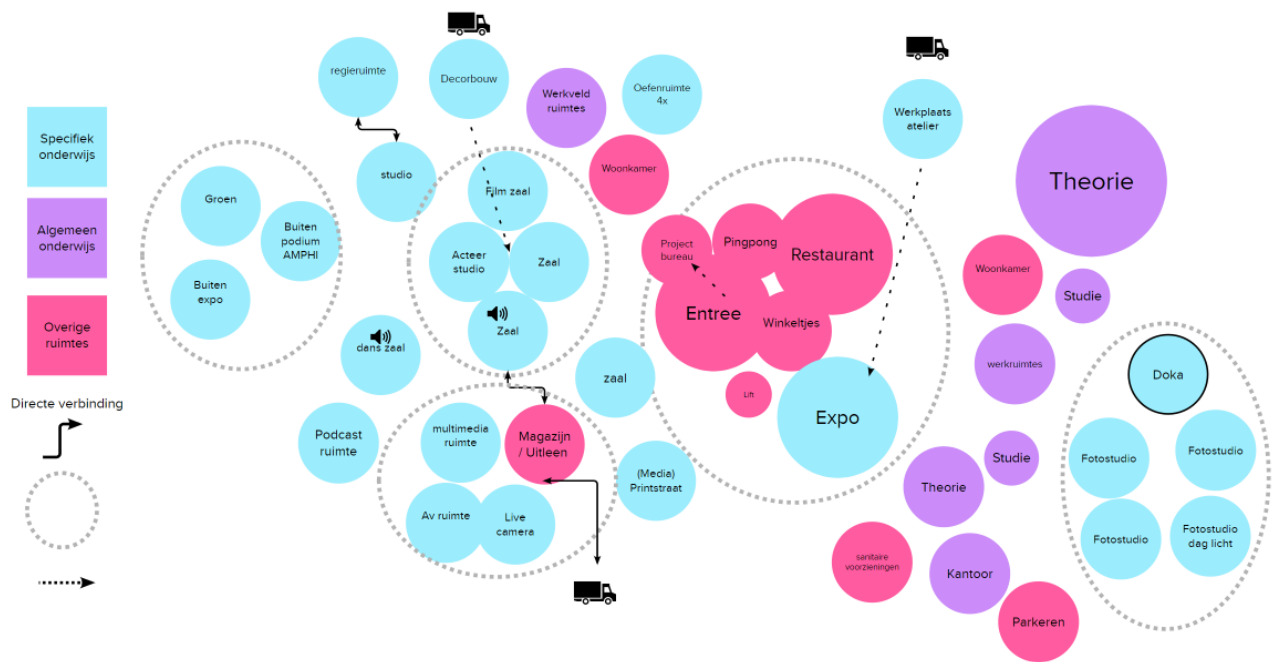 Specifiek
onderwijs
Algemeen
onderwijs
Overige
ruimtes
Directe verbinding
regieruimte
Decorbouw
Werkveld
ruimtes
Oefenruimte
4x
Woonkamer
studio
Groen
Buiten
podium
AMPHI
Buiten
expo
Film zaal
Acteer
studio
Zaal
Zaal
dans zaal
Podcast
ruimte
multimedia
ruimte
Magazijn
/ Uitleen
Av ruimte
Live
camera
zaal
(Media)
Printstraat
Project
bureau
Pingpong
Restaurant
Entree
Winkeltjes
Lift
Expo
Werkplaats
atelier
Theorie
Woonkamer
Studie
werkruimtes
Studie
Theorie
sanitaire
voorzieningen
Kantoor
Parkeren
Doka
Fotostudio
Fotostudio
Fotostudio
Fotostudio
dag licht